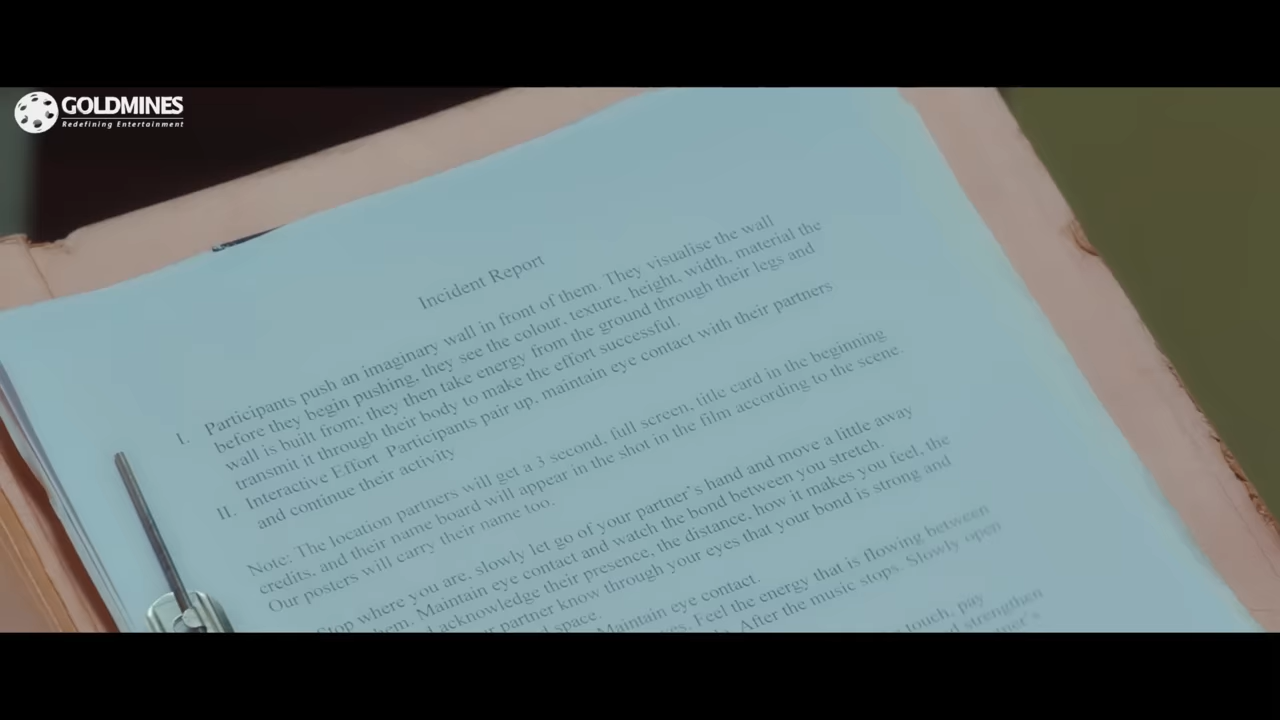 GOLDMINES
Redefining Entertainment
Incident Report
I. Participants push an imaginary wall in front of them. They visualise the wall
before they begin pushing, they see the colour, texture, height, width, material the
wall is built from; they then take energy from the ground through their legs and
transmit it through their body to make the effort successful.
II. Interactive Effort. Participants pair up, maintain eye contact with their partners
and continue their activity
Note: The location partners will get a 3 second, full screen, title card in the beginning
credits, and their name board will appear in the shot in the film according to the scene.
Our posters will carry their name too.
Stop where you are, slowly let go of your partner's hand and move a little away
them. Maintain eye contact and watch the bond between you stretch.
acknowledge their presence, the distance, how it makes you feel, the
partner know through your eyes that your bond is strong and
space.
Maintain eye contact.
Feel the energy that is flowing between
After the music stops. Slowly open
touch, pay
strengthen